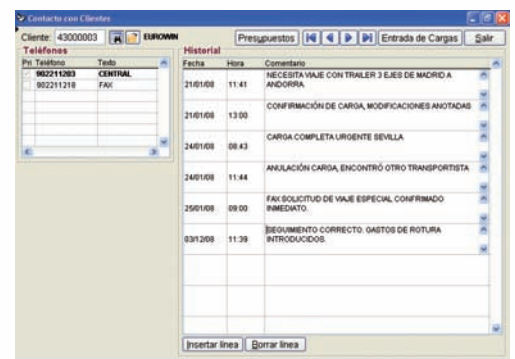 Contacto con Clientes
Cliente: 43000003 EUROWIN Presupuestos Entrada de Cargas Salir
Teléfonos
Pri Teléfono Texto
902211203 CENTRAL
902211218 FAX
Historial
Fecha Hora Comentario
21/01/08 11:41 NECESITA VIAJE CON TRAILER 3 EJES DE MADRID A
ANDORRA.
21/01/08 13:00 CONFIRMACIÓN DE CARGA, MODIFICACIONES ANOTADAS
24/01/08 08:43 CARGA COMPLETA URGENTE SEVILLA
24/01/08 11:44 ANULACIÓN CARGA, ENCONTRÓ OTRO TRANSPORTISTA
25/01/08 09:00 FAX SOLICITUD DE VIAJE ESPECIAL CONFIRMADO
INMEDIATO.
03/12/08 11:39 SEGUIMIENTO CORRECTO. GASTOS DE ROTURA
INTRODUCIDOS.
Insertar línea Borrar línea